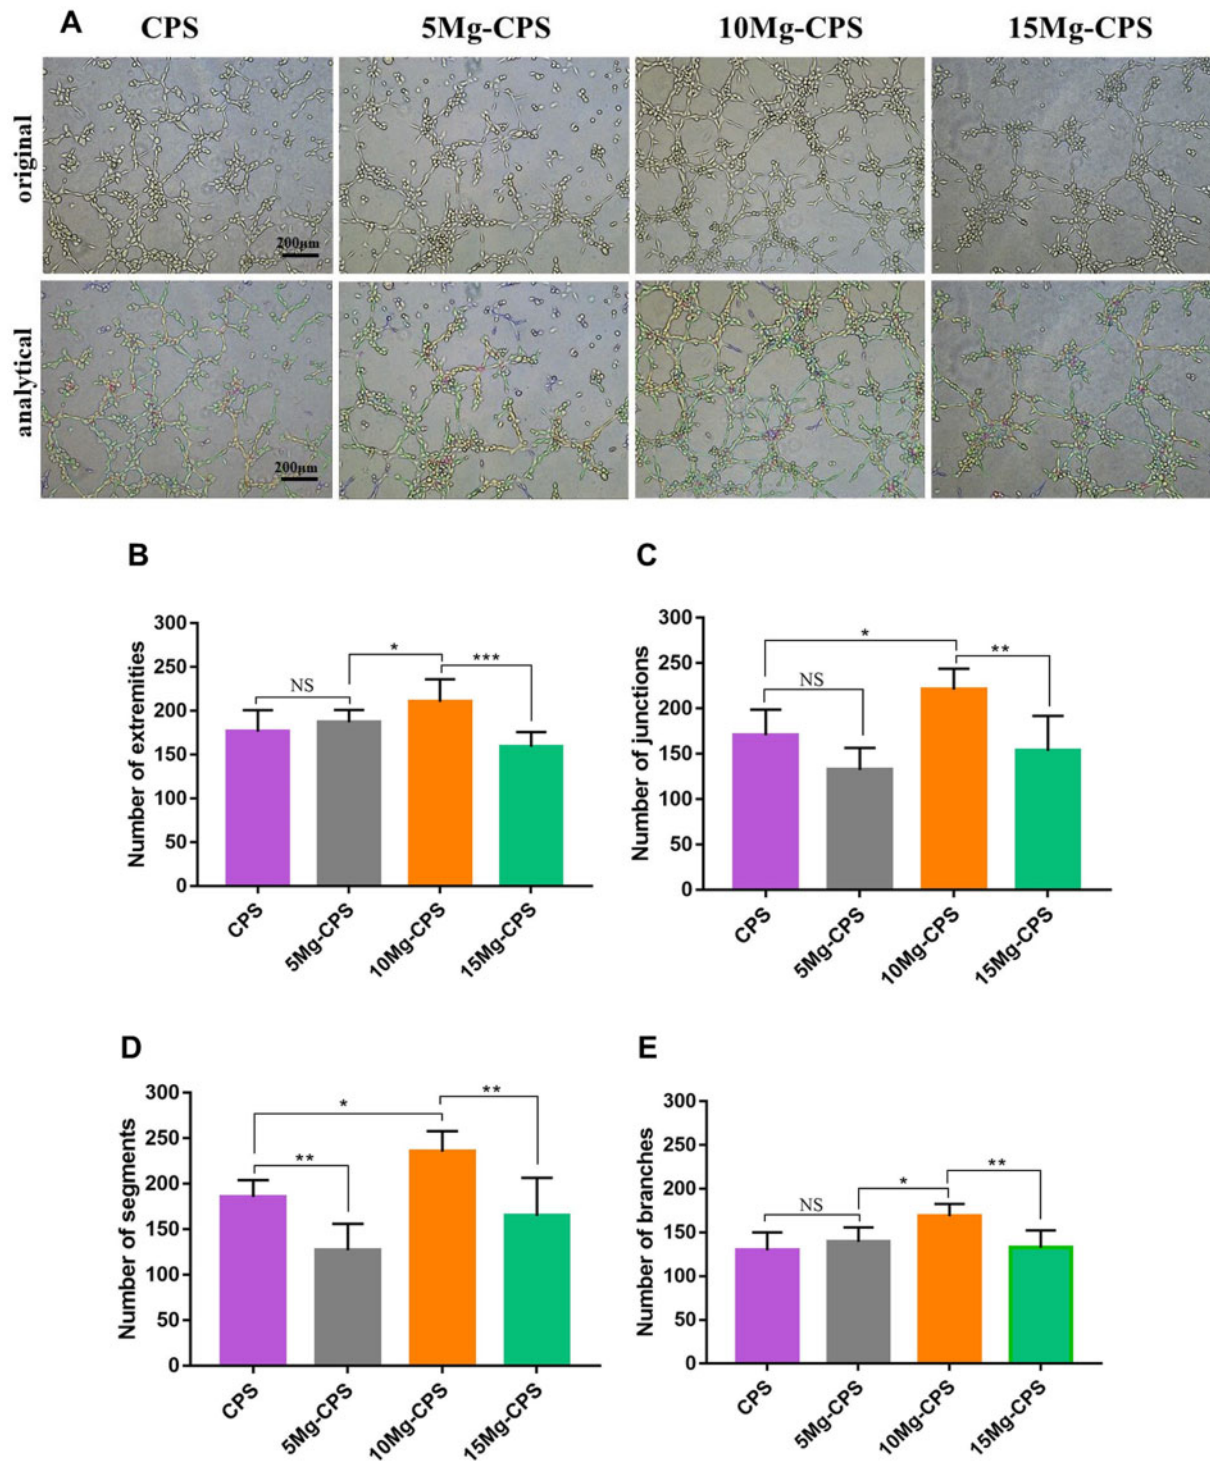 A
CPS 5Mg-CPS 10Mg-CPS 15Mg-CPS
original
200μm
analytical
200μm
B
Number of extremities
300
250
200
150
100
50
0
NS
*
***
CPS
5Mg-CPS
10Mg-CPS
15Mg-CPS
C
Number of junctions
300
250
200
150
100
50
0
NS
*
**
CPS
5Mg-CPS
10Mg-CPS
15Mg-CPS
D
Number of segments
300
250
200
150
100
50
0
**
*
**
CPS
5Mg-CPS
10Mg-CPS
15Mg-CPS
E
Number of branches
300
250
200
150
100
50
0
NS
*
**
CPS
5Mg-CPS
10Mg-CPS
15Mg-CPS